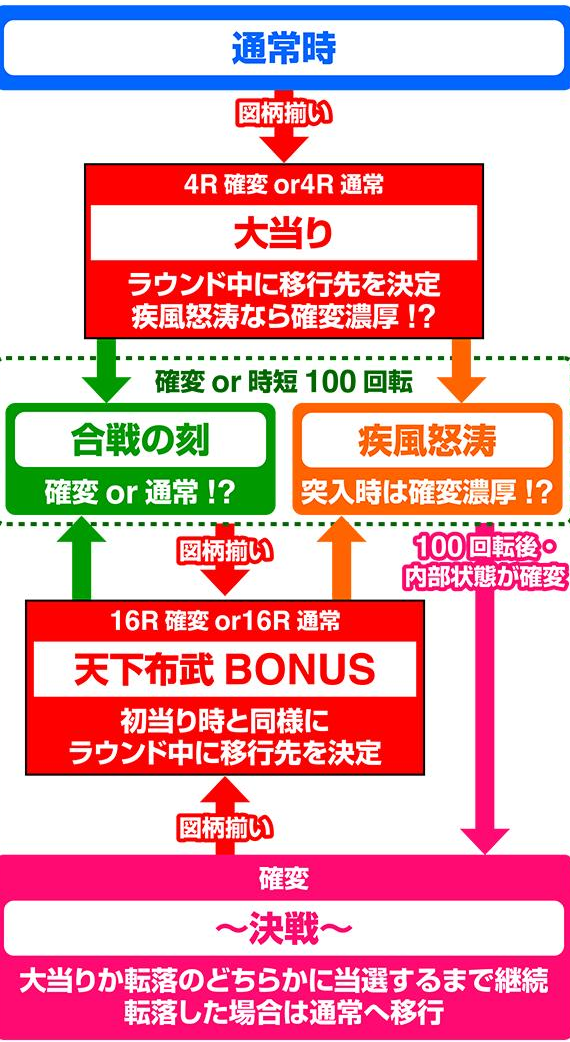 通常時
図柄揃い
4R 確変 or4R 通常
大当り
ラウンド中に移行先を決定
疾風怒涛なら確変濃厚!?
確変 or 時短 100 回転
合戦の刻
確変 or 通常!?
疾風怒涛
突入時は確変濃厚!?
図柄揃い
100 回転後・
内部状態が確変
16R 確変 or16R 通常
天下布武 BONUS
初当り時と同様に
ラウンド中に移行先を決定
図柄揃い
確変
～決戦～
大当りか転落のどちらかに当選するまで継続
転落した場合は通常へ移行